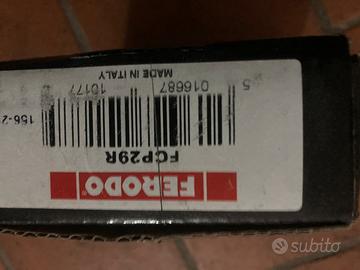 FERODO
FCP29R
5 016687 10177
MADE IN ITALY
156-2
subito